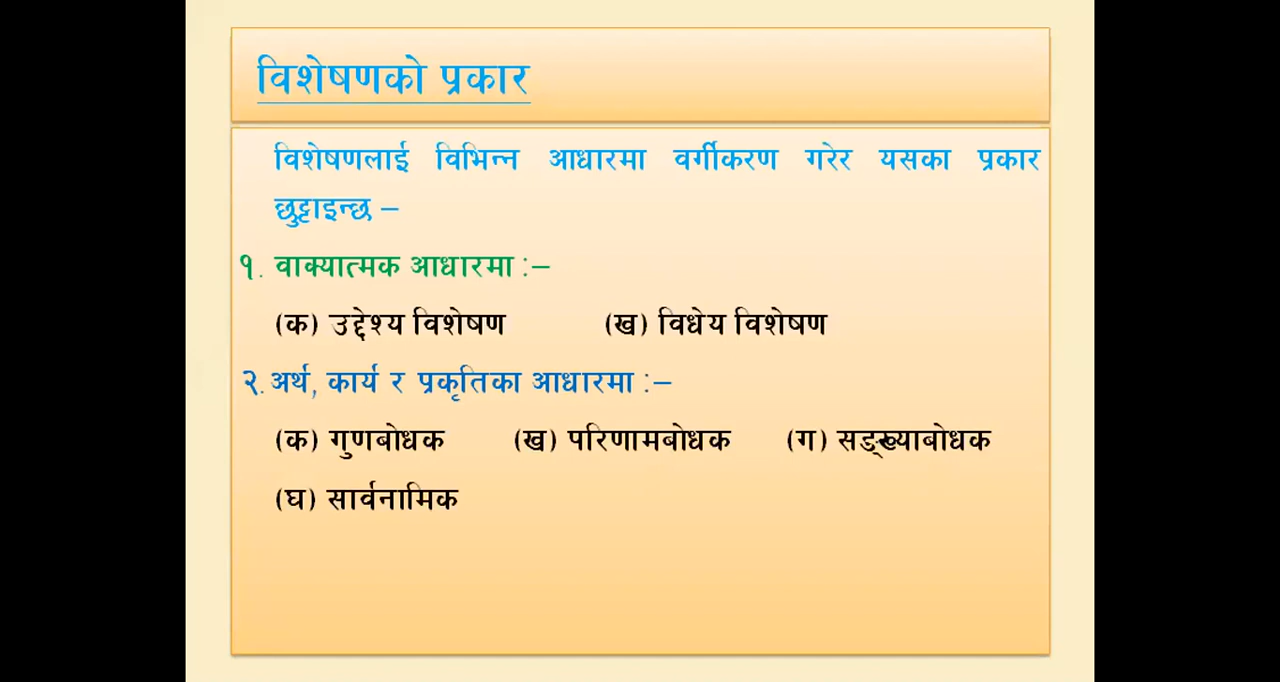 विशेषणको प्रकार
विशेषणलाई विभिन्न आधारमा वर्गीकरण गरेर यसका प्रकार
छुट्टाइन्छ –
१. वाक्यात्मक आधारमा :–
(क) उद्देश्य विशेषण (ख) विधेय विशेषण
२. अर्थ, कार्य र प्रकृतिका आधारमा :–
(क) गुणबोधक (ख) परिणामबोधक (ग) सङ्ख्याबोधक
(घ) सार्वनामिक